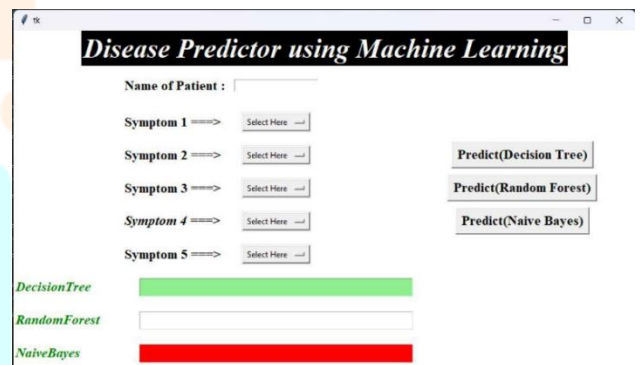 tk
Disease Predictor using Machine Learning
Name of Patient :
Symptom 1 ===> Select Here
Symptom 2 ===> Select Here Predict(Decision Tree)
Symptom 3 ===> Select Here Predict(Random Forest)
Symptom 4 ===> Select Here Predict(Naive Bayes)
Symptom 5 ===> Select Here
DecisionTree
RandomForest
NaiveBayes